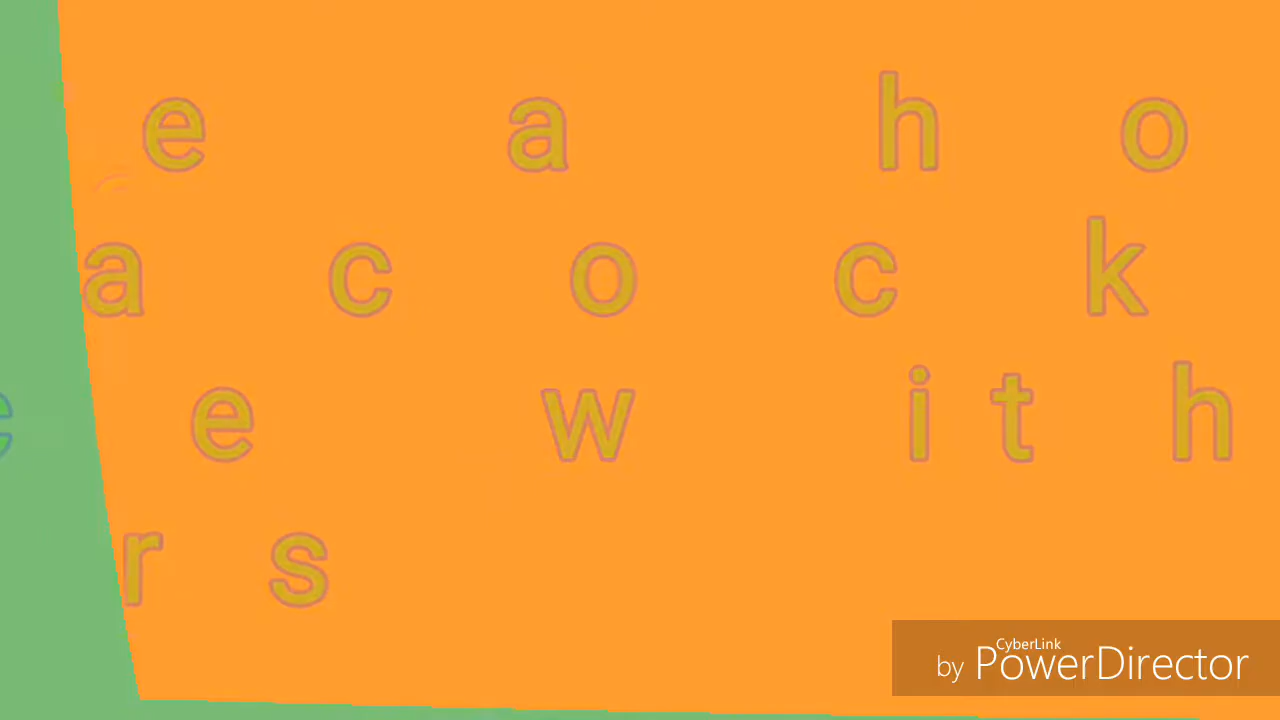 e a h o
a c o c k
e e w i t h
r s
CyberLink
by PowerDirector